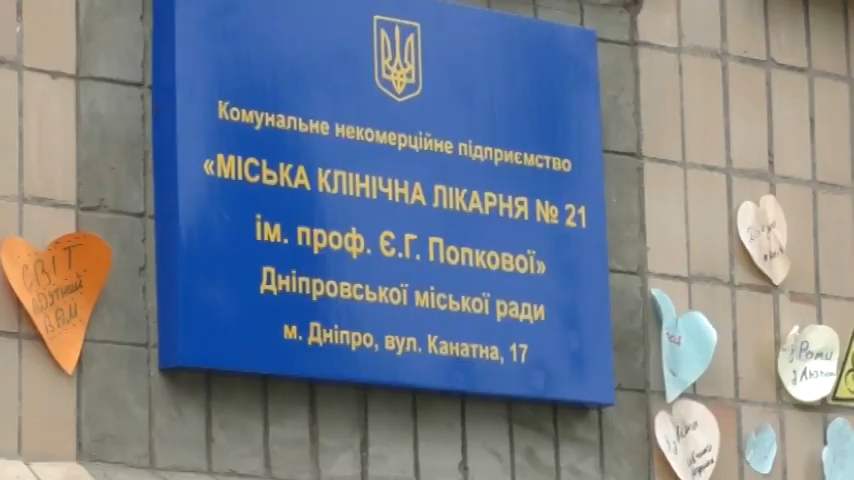 Комунальне некомерційне підприємство
«МІСЬКА КЛІНІЧНА ЛІКАРНЯ № 21
ім. проф. Є.Г. Попкової»
Дніпровської міської ради
м. Дніпро, вул. Канатна, 17
СВІТ
ВАМ